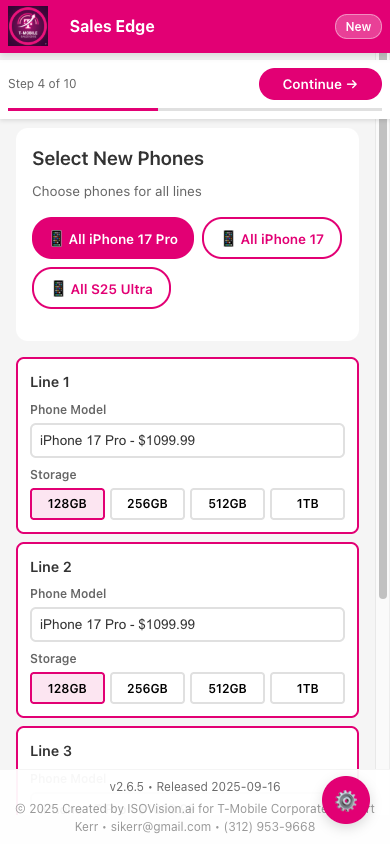 T-MOBILE
Sales Edge
New
Step 4 of 10
Continue →
Select New Phones
Choose phones for all lines
All iPhone 17 Pro
All iPhone 17
All S25 Ultra
Line 1
Phone Model
iPhone 17 Pro - $1099.99
Storage
128GB 256GB 512GB 1TB
Line 2
Phone Model
iPhone 17 Pro - $1099.99
Storage
128GB 256GB 512GB 1TB
Line 3
Phone Model
v2.6.5 • Released 2025-09-16
© 2025 Created by ISOVision.ai for T-Mobile Corporate
Kerr • sikerr@gmail.com • (312) 953-9668